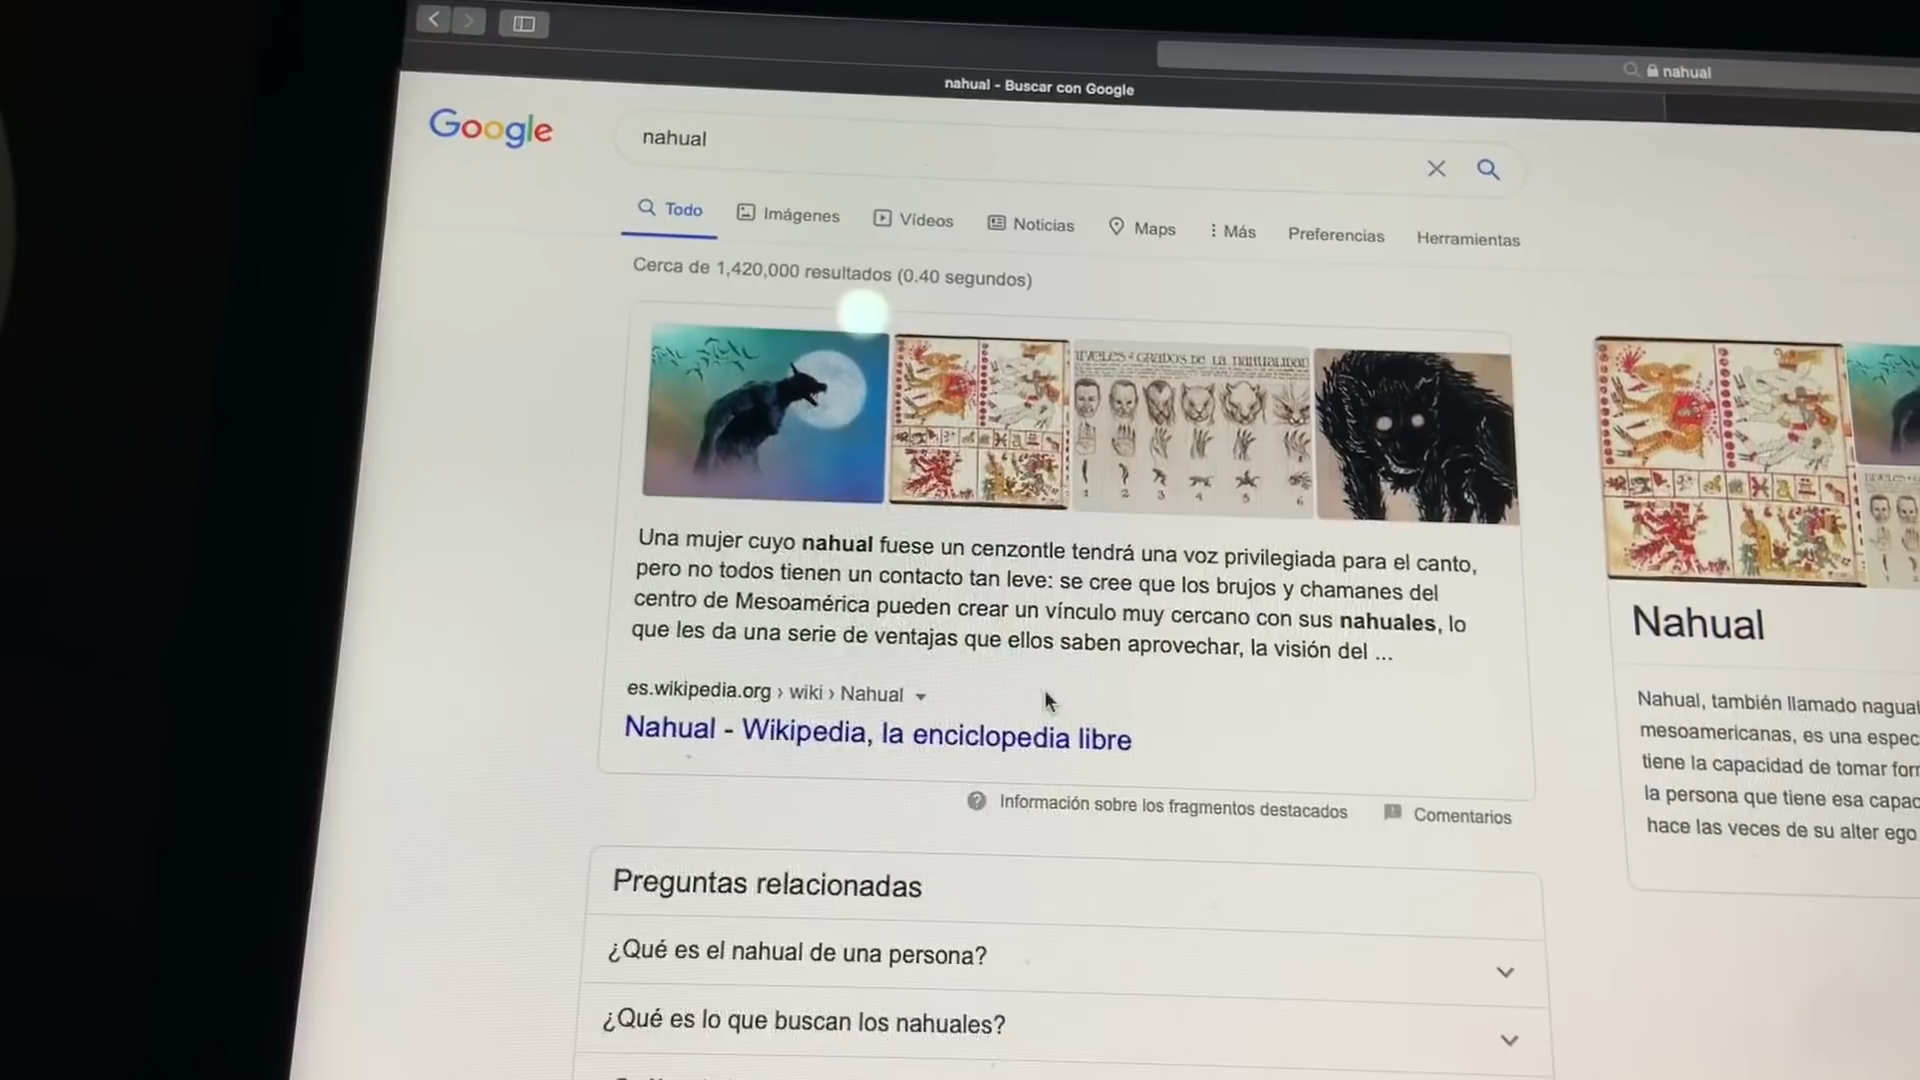 nahual
nahual - Buscar con Google
Google
nahual
Todo
Imágenes
Vídeos
Noticias
Maps
Más
Preferencias
Herramientas
Cerca de 1,420,000 resultados (0.40 segundos)
1 2 3 4 5 6
Una mujer cuyo nahual fuese un cenzontle tendrá una voz privilegiada para el canto,
pero no todos tienen un contacto tan leve: se cree que los brujos y chamanes del
centro de Mesoamérica pueden crear un vínculo muy cercano con sus nahuales, lo
que les da una serie de ventajas que ellos saben aprovechar, la visión del ...
es.wikipedia.org › wiki › Nahual
Nahual - Wikipedia, la enciclopedia libre
Información sobre los fragmentos destacados
Comentarios
Preguntas relacionadas
¿Qué es el nahual de una persona?
¿Qué es lo que buscan los nahuales?
Nahual
Nahual, también llamado nagual
mesoamericanas, es una espec
tiene la capacidad de tomar for
la persona que tiene esa capac
hace las veces de su alter ego